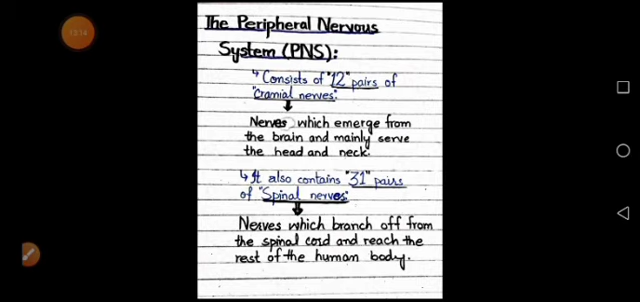 13:14
The Peripheral Nervous
System (PNS):
↳ Consists of "12" pairs of
"Cranial nerves".
Nerves which emerge from
the brain and mainly serve
the head and neck.
↳ It also contains "31" pairs
of "Spinal nerves".
Nerves which branch off from
the spinal cord and reach the
rest of the human body.